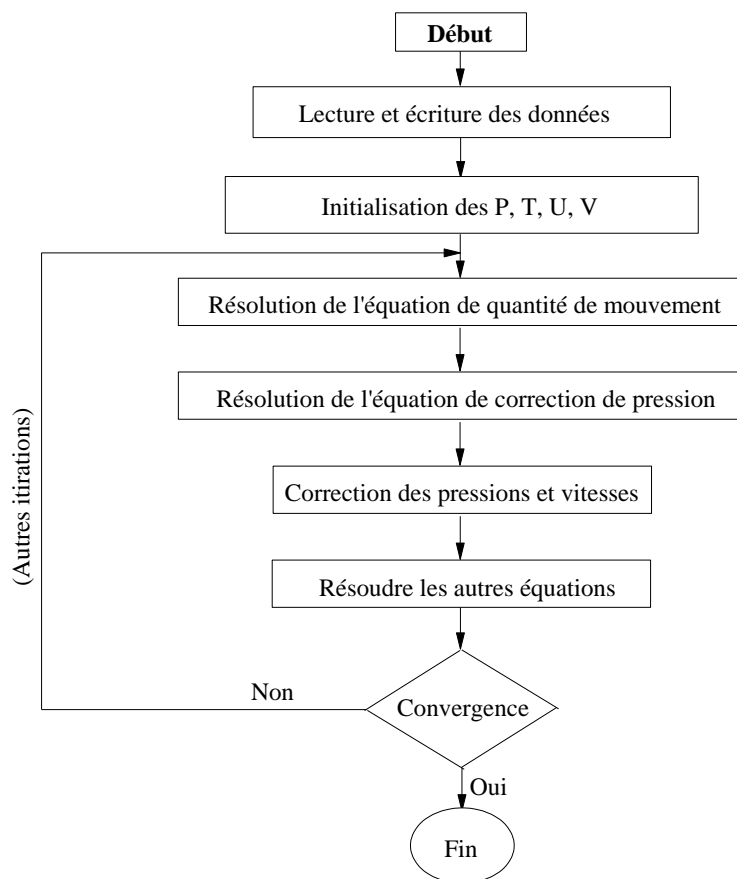 Début
Lecture et écriture des données
Initialisation des P, T, U, V
Résolution de l'équation de quantité de mouvement
Résolution de l'équation de correction de pression
Correction des pressions et vitesses
Résoudre les autres équations
Convergence
Non
(Autres itirations)
Oui
Fin